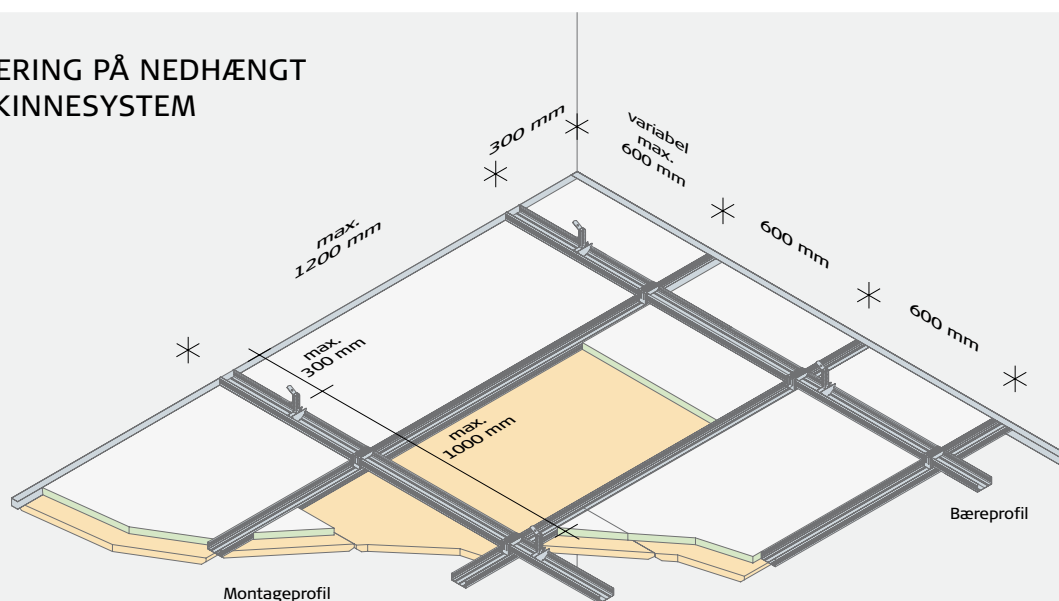 ERING PÅ NEDHÆNGT
KINNESYSTEM
300 mm
variabel
max.
600 mm
600 mm
600 mm
max.
1200 mm
max.
300 mm
max.
1000 mm
Bæreprofil
Montageprofil